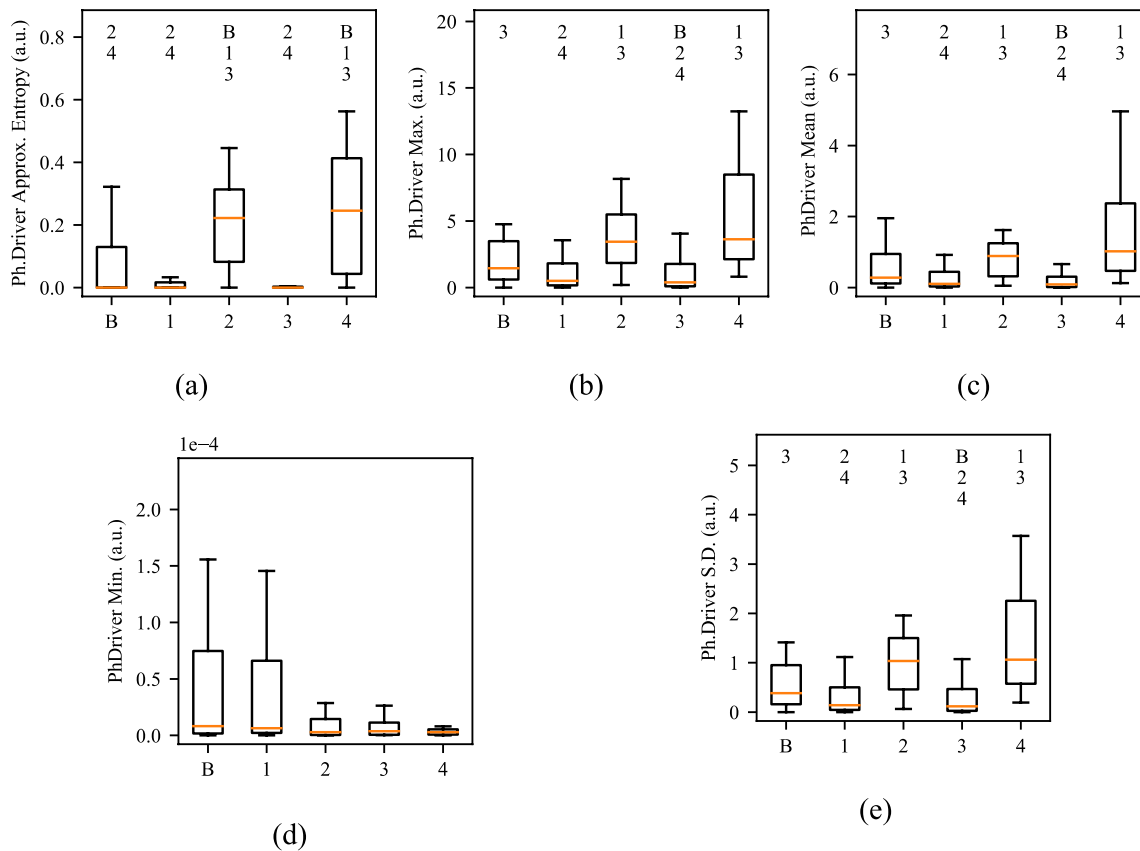 Ph.Driver Approx. Entropy (a.u.)
0.8
0.6
0.4
0.2
0.0
2 2 B 2 B
4 4 1 4 1
3 3
B 1 2 3 4
(a)
Ph.Driver Max. (a.u.)
20
15
10
5
0
3 2 1 B 1
4 3 2 3
4
B 1 2 3 4
(b)
PhDriver Mean (a.u.)
6
4
2
0
3 2 1 B 1
4 3 2 3
4
B 1 2 3 4
(c)
1e−4
PhDriver Min. (a.u.)
2.0
1.5
1.0
0.5
0.0
B 1 2 3 4
(d)
Ph.Driver S.D. (a.u.)
5
4
3
2
1
0
3 2 1 B 1
4 3 2 3
4
B 1 2 3 4
(e)